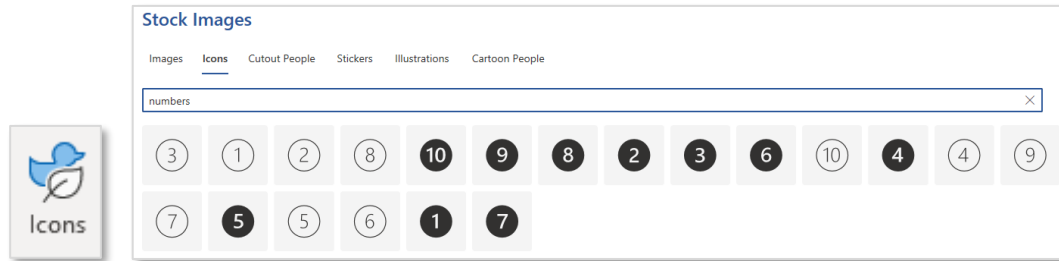 Stock Images
Images Icons Cutout People Stickers Illustrations Cartoon People
numbers
3 1 2 8 10 9 8 2 3 6 10 4 4 9
7 5 5 6 1 7
Icons